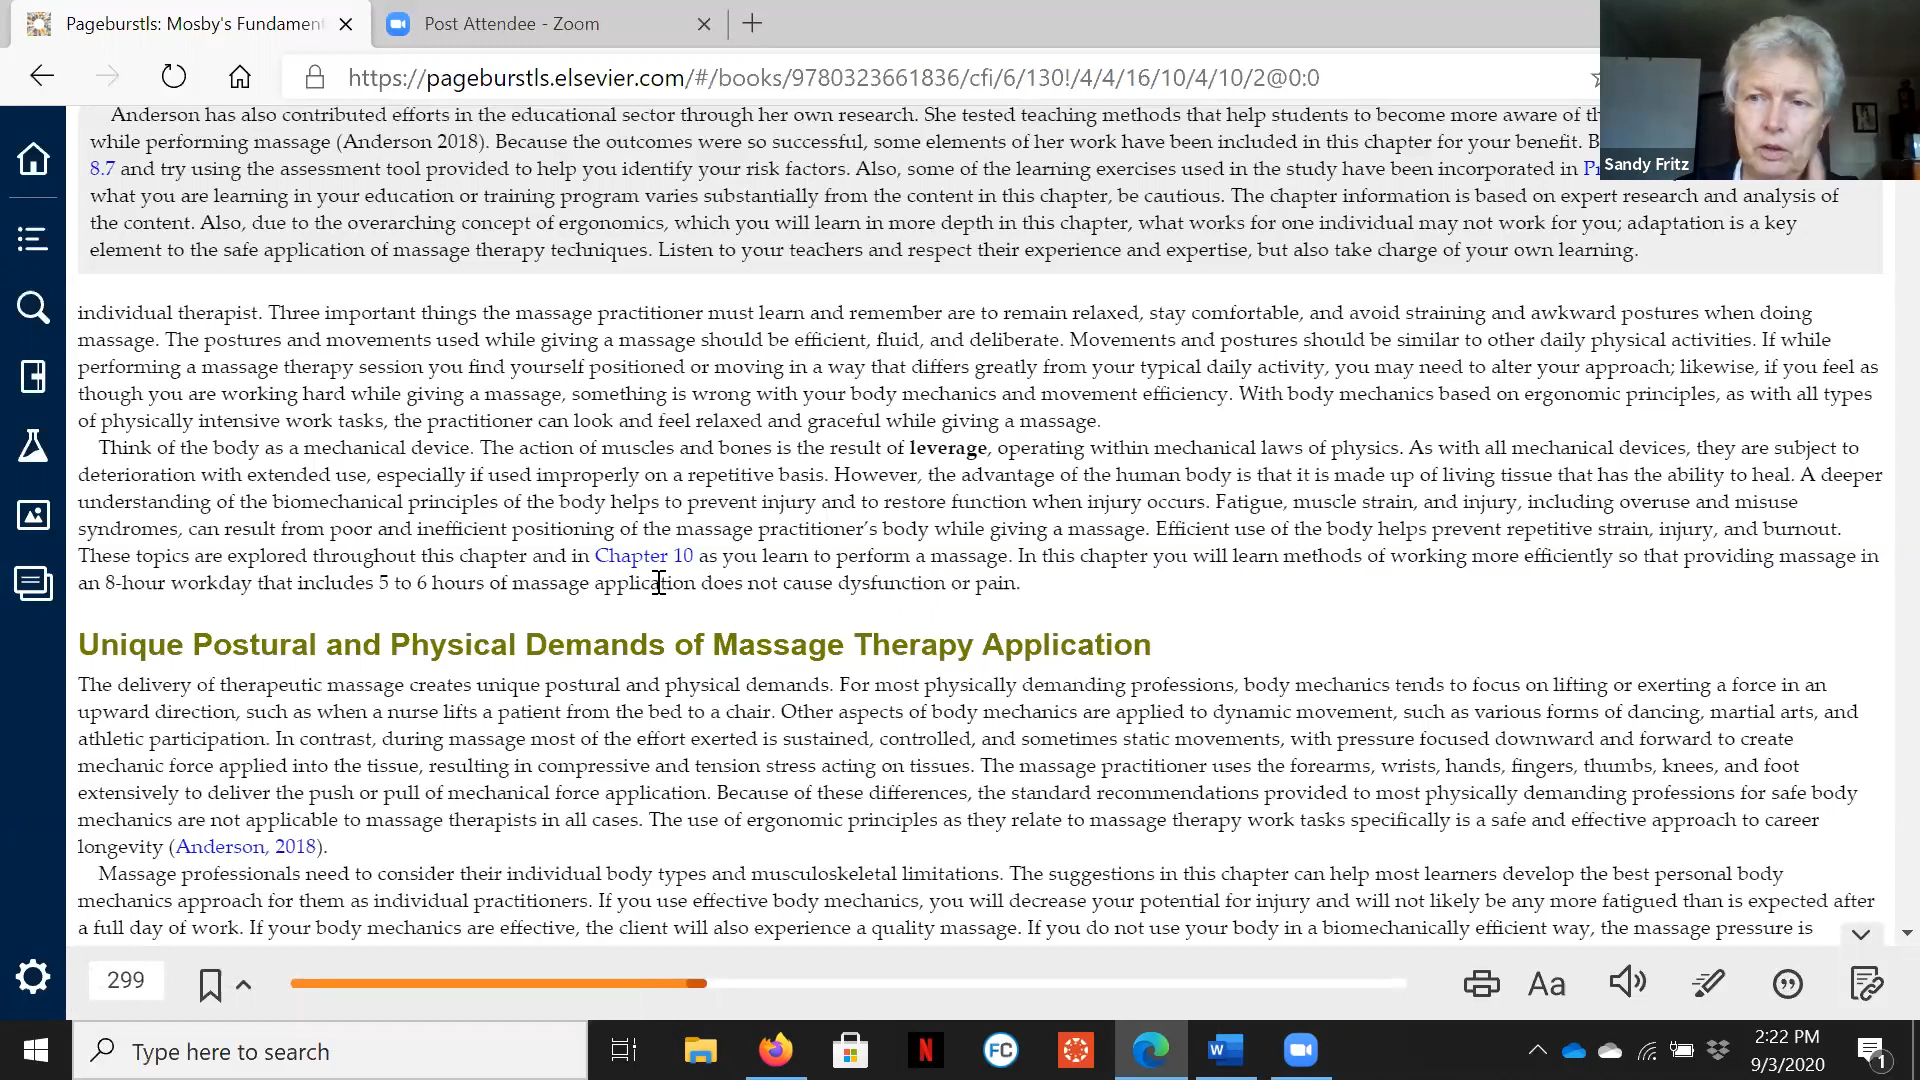 Pageburstls: Mosby's Fundamen
Post Attendee - Zoom
https://pageburstls.elsevier.com/#/books/9780323661836/cfi/6/130!/4/4/16/10/4/10/2@0:0
Sandy Fritz
Anderson has also contributed efforts in the educational sector through her own research. She tested teaching methods that help students to become more aware of
while performing massage (Anderson 2018). Because the outcomes were so successful, some elements of her work have been included in this chapter for your benefit.
8.7 and try using the assessment tool provided to help you identify your risk factors. Also, some of the learning exercises used in the study have been incorporated in
what you are learning in your education or training program varies substantially from the content in this chapter, be cautious. The chapter information is based on expert research and analysis of
the content. Also, due to the overarching concept of ergonomics, which you will learn in more depth in this chapter, what works for one individual may not work for you; adaptation is a key
element to the safe application of massage therapy techniques. Listen to your teachers and respect their experience and expertise, but also take charge of your own learning.
individual therapist. Three important things the massage practitioner must learn and remember are to remain relaxed, stay comfortable, and avoid straining and awkward postures when doing
massage. The postures and movements used while giving a massage should be efficient, fluid, and deliberate. Movements and postures should be similar to other daily physical activities. If while
performing a massage therapy session you find yourself positioned or moving in a way that differs greatly from your typical daily activity, you may need to alter your approach; likewise, if you feel as
though you are working hard while giving a massage, something is wrong with your body mechanics and movement efficiency. With body mechanics based on ergonomic principles, as with all types
of physically intensive work tasks, the practitioner can look and feel relaxed and graceful while giving a massage.
Think of the body as a mechanical device. The action of muscles and bones is the result of leverage, operating within mechanical laws of physics. As with all mechanical devices, they are subject to
deterioration with extended use, especially if used improperly on a repetitive basis. However, the advantage of the human body is that it is made up of living tissue that has the ability to heal. A deeper
understanding of the biomechanical principles of the body helps to prevent injury and to restore function when injury occurs. Fatigue, muscle strain, and injury, including overuse and misuse
syndromes, can result from poor and inefficient positioning of the massage practitioner's body while giving a massage. Efficient use of the body helps prevent repetitive strain, injury, and burnout.
These topics are explored throughout this chapter and in Chapter 10 as you learn to perform a massage. In this chapter you will learn methods of working more efficiently so that providing massage in
an 8-hour workday that includes 5 to 6 hours of massage application does not cause dysfunction or pain.
Unique Postural and Physical Demands of Massage Therapy Application
The delivery of therapeutic massage creates unique postural and physical demands. For most physically demanding professions, body mechanics tends to focus on lifting or exerting a force in an
upward direction, such as when a nurse lifts a patient from the bed to a chair. Other aspects of body mechanics are applied to dynamic movement, such as various forms of dancing, martial arts, and
athletic participation. In contrast, during massage most of the effort exerted is sustained, controlled, and sometimes static movements, with pressure focused downward and forward to create
mechanic force applied into the tissue, resulting in compressive and tension stress acting on tissues. The massage practitioner uses the forearms, wrists, hands, fingers, thumbs, knees, and foot
extensively to deliver the push or pull of mechanical force application. Because of these differences, the standard recommendations provided to most physically demanding professions for safe body
mechanics are not applicable to massage therapists in all cases. The use of ergonomic principles as they relate to massage therapy work tasks specifically is a safe and effective approach to career
longevity (Anderson, 2018).
Massage professionals need to consider their individual body types and musculoskeletal limitations. The suggestions in this chapter can help most learners develop the best personal body
mechanics approach for them as individual practitioners. If you use effective body mechanics, you will decrease your potential for injury and will not likely be any more fatigued than is expected after
a full day of work. If your body mechanics are effective, the client will also experience a quality massage. If you do not use your body in a biomechanically efficient way, the massage pressure is
299
Aa
Type here to search
N
FC
W
2:22 PM
9/3/2020
1